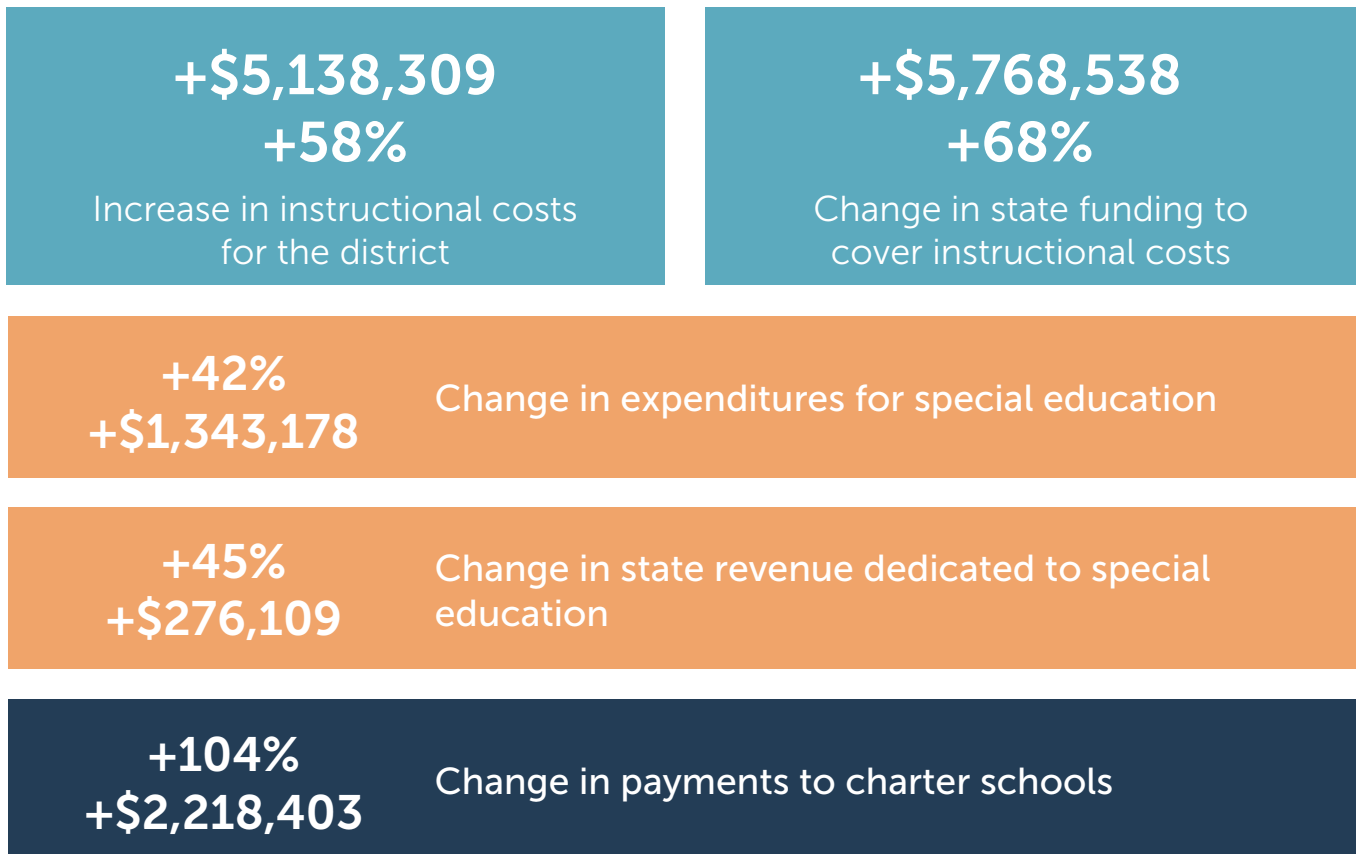 +$5,138,309
+58%
Increase in instructional costs
for the district
+$5,768,538
+68%
Change in state funding to
cover instructional costs
+42%
+$1,343,178
Change in expenditures for special education
+45%
+$276,109
Change in state revenue dedicated to special
education
+104%
+$2,218,403
Change in payments to charter schools